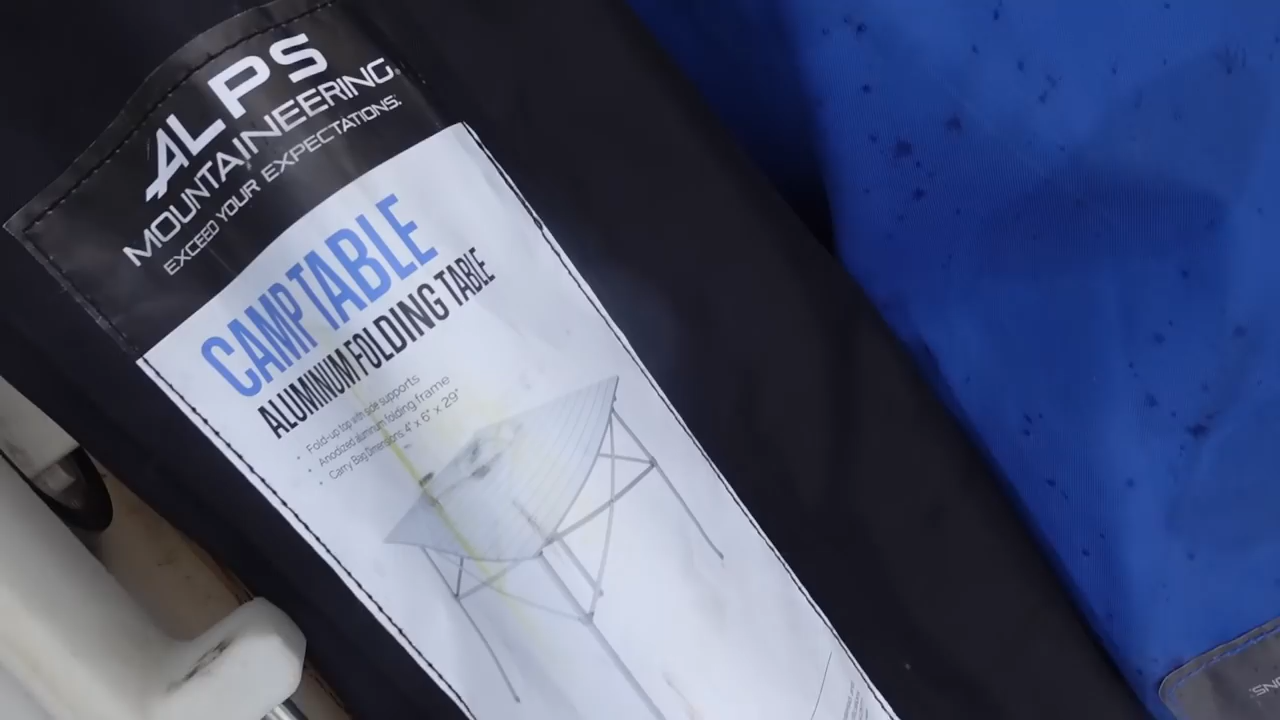 ALPS
MOUNTAINEERING.
EXCEED YOUR EXPECTATIONS.
CAMP TABLE
ALUMINUM FOLDING TABLE
• Fold-up top with side supports
• Anodized aluminum folding frame
• Carry Bag Dimensions: 4" x 6" x 29"